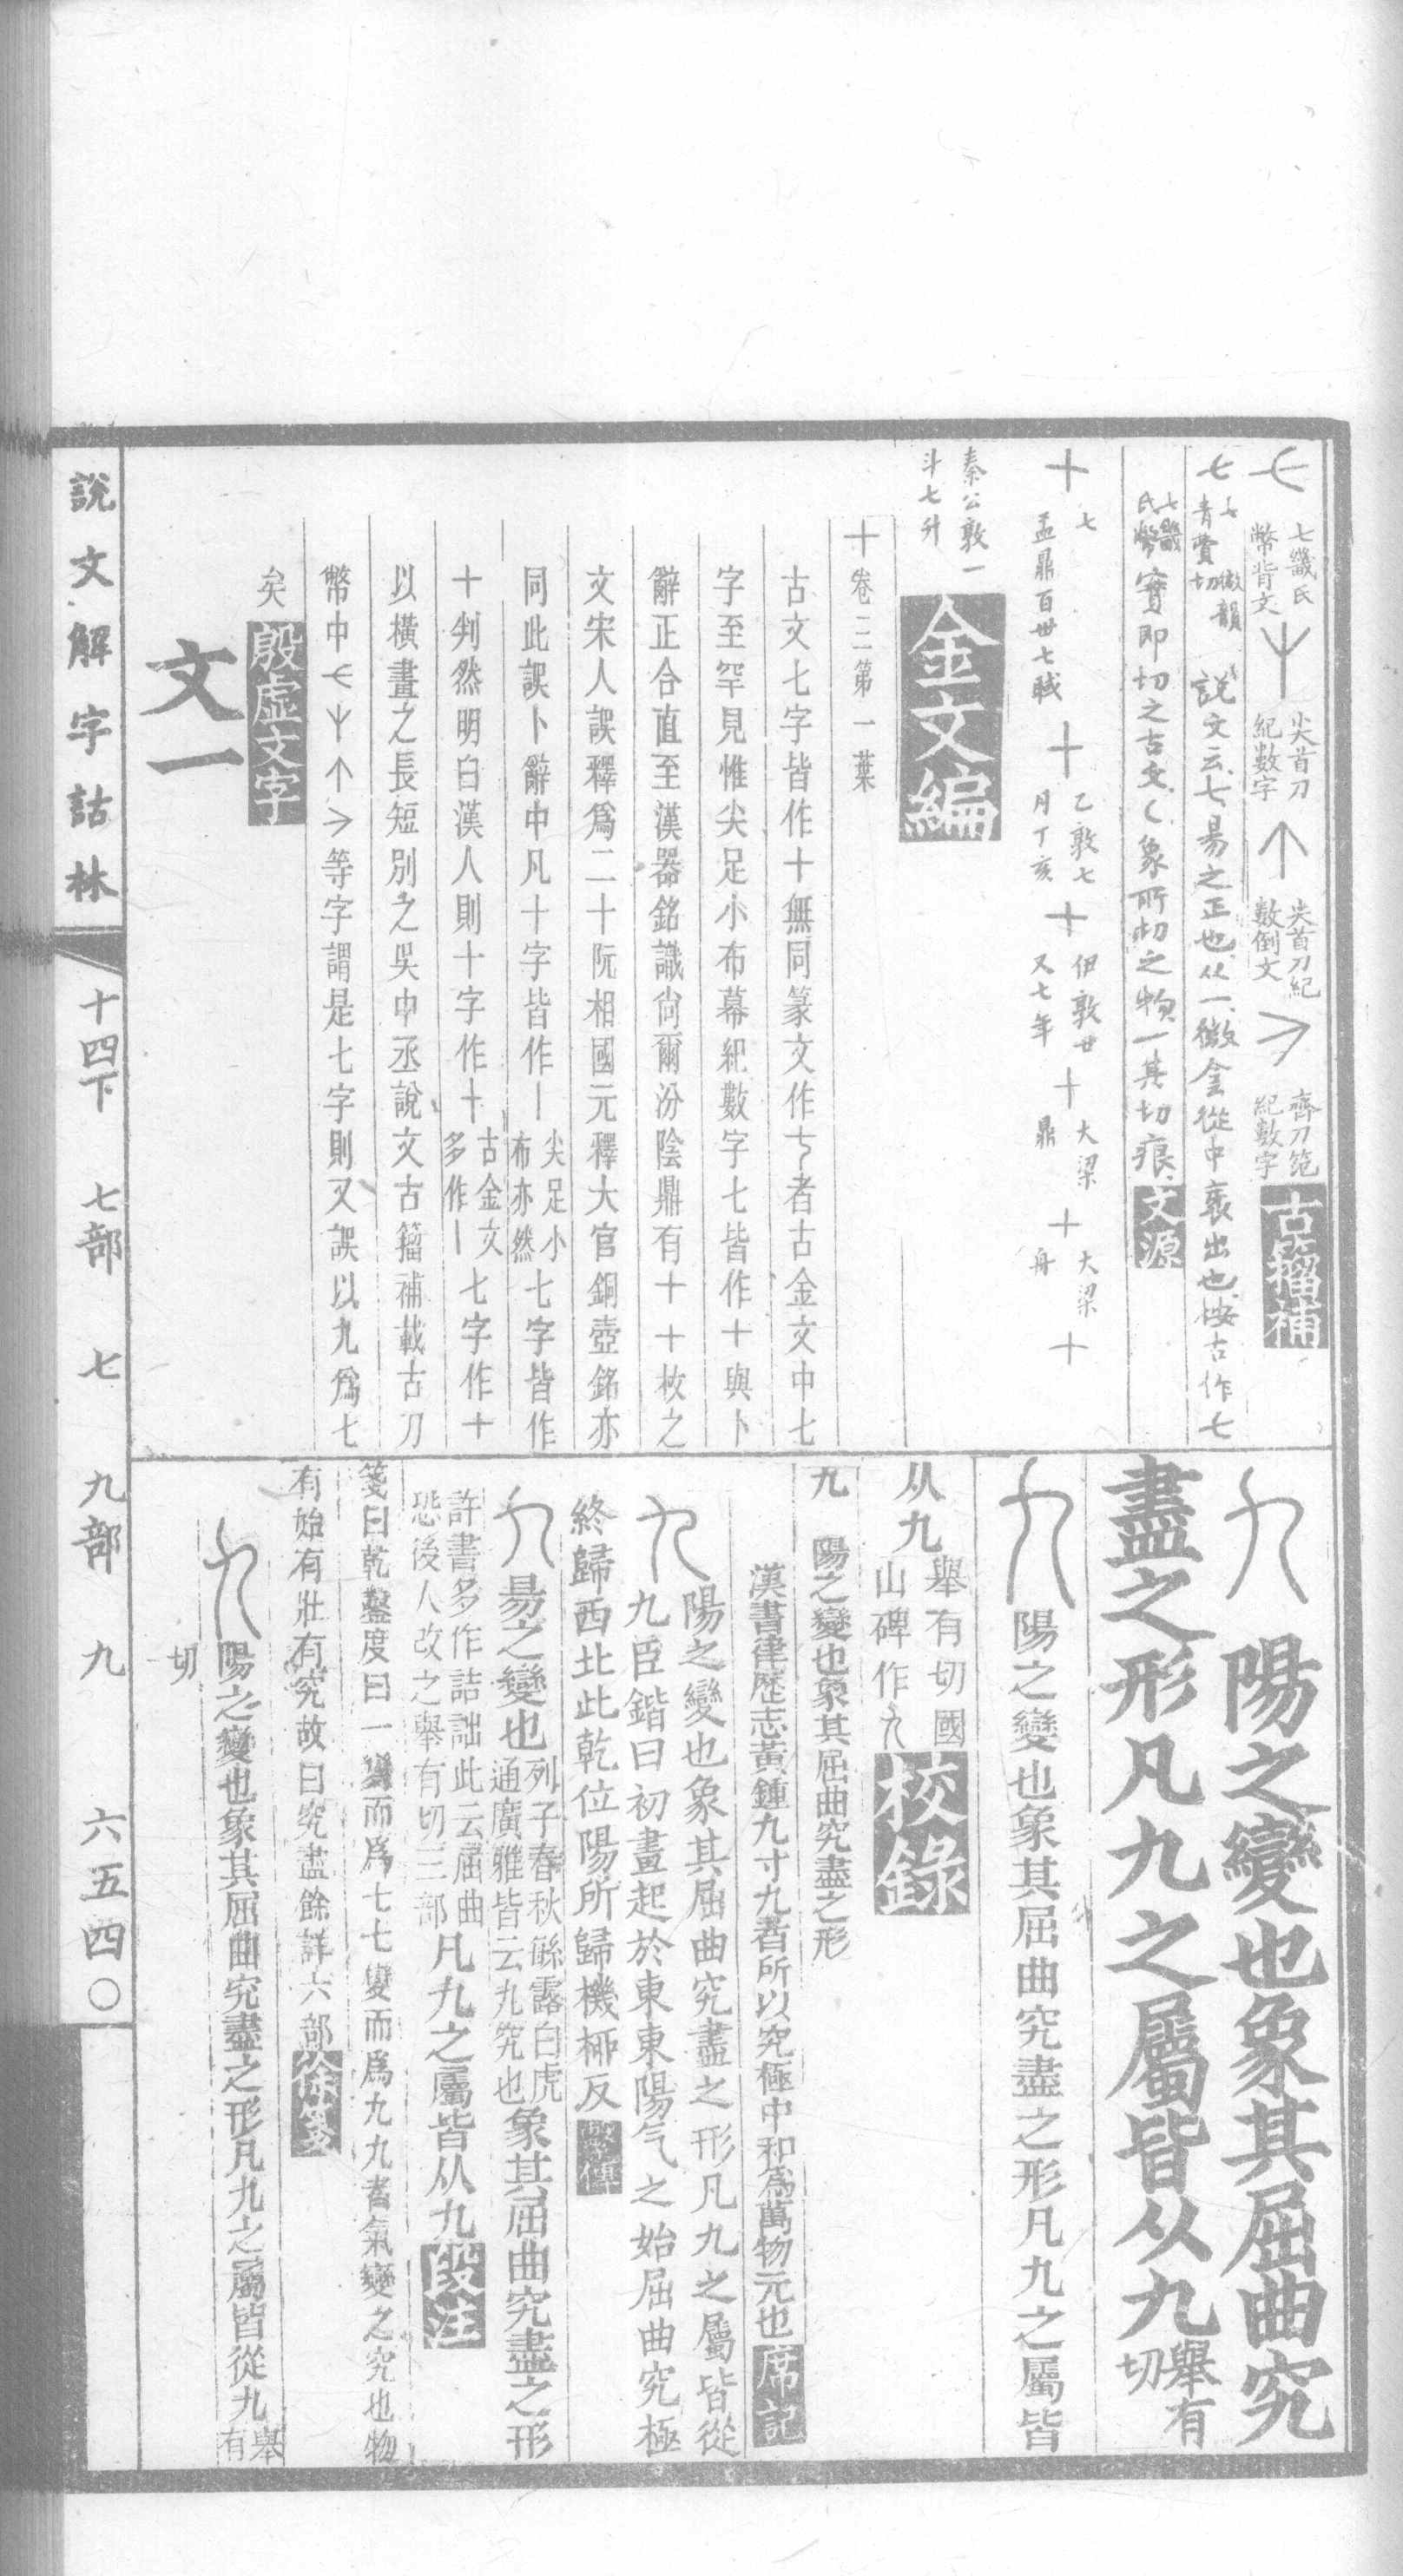 七幾氏幣背文 尖首刀紀數字 尖首刀紀數倒文 齊刀笵紀數字 古籀補
七 七 青質切 微韻 說文云七昜之正也从一微侌從中衺出也按古作七
七幾氏幣實即切之古文𠃊象所切之物一其切痕 文源
十 七 盂鼎百卌七聝 十 乙敦七月丁亥 十 伊敦廿又七年 十 大梁鼎 十 大梁舟 十
秦公敦一斗七升
金文編
十 卷二第一葉
古文七字皆作十無同篆文作七者古金文中七
字至罕見惟尖足小布幕紀數字七皆作十與卜
辭正合直至漢器銘識尚爾汾陰鼎有十十枚之
文宋人誤釋爲二十阮相國元釋大官銅壺銘亦
同此誤卜辭中凡十字皆作丨 尖足小布亦然 七字皆作
十判然明白漢人則十字作十 古金文多作丨 七字作十
以橫畫之長短別之吳中丞說文古籀補載古刀
幣中等字謂是七字則又誤以九爲七
矣 殷虛文字
文一
九 陽之變也象其屈曲究
盡之形凡九之屬皆从九 舉有切
九 陽之變也象其屈曲究盡之形凡九之屬皆
从九 舉有切國山碑作九 校錄
九 陽之變也象其屈曲究盡之形
漢書律歷志黃鍾九寸九者所以究極中和爲萬物元也 席記
九 陽之變也象其屈曲究盡之形凡九之屬皆從
九臣鍇曰初畫起於東東陽气之始屈曲究極
終歸西北此乾位陽所歸機柳反 繫傳
九 昜之變也 列子春秋緐露白虎通廣雅皆云九究也 象其屈曲究盡之形
許書多作詰詘此云屈曲恐後人改之舉有切三部 凡九之屬皆从九 段注
箋曰乾鑿度曰一變而爲七七變而爲九九者氣變之究也物
有始有壯有究故曰究盡餘詳六部 徐箋
九 陽之變也象其屈曲究盡之形凡九之屬皆從九 舉有
切
說文解字詁林 十四下 七部 七 九部 九 六五四〇